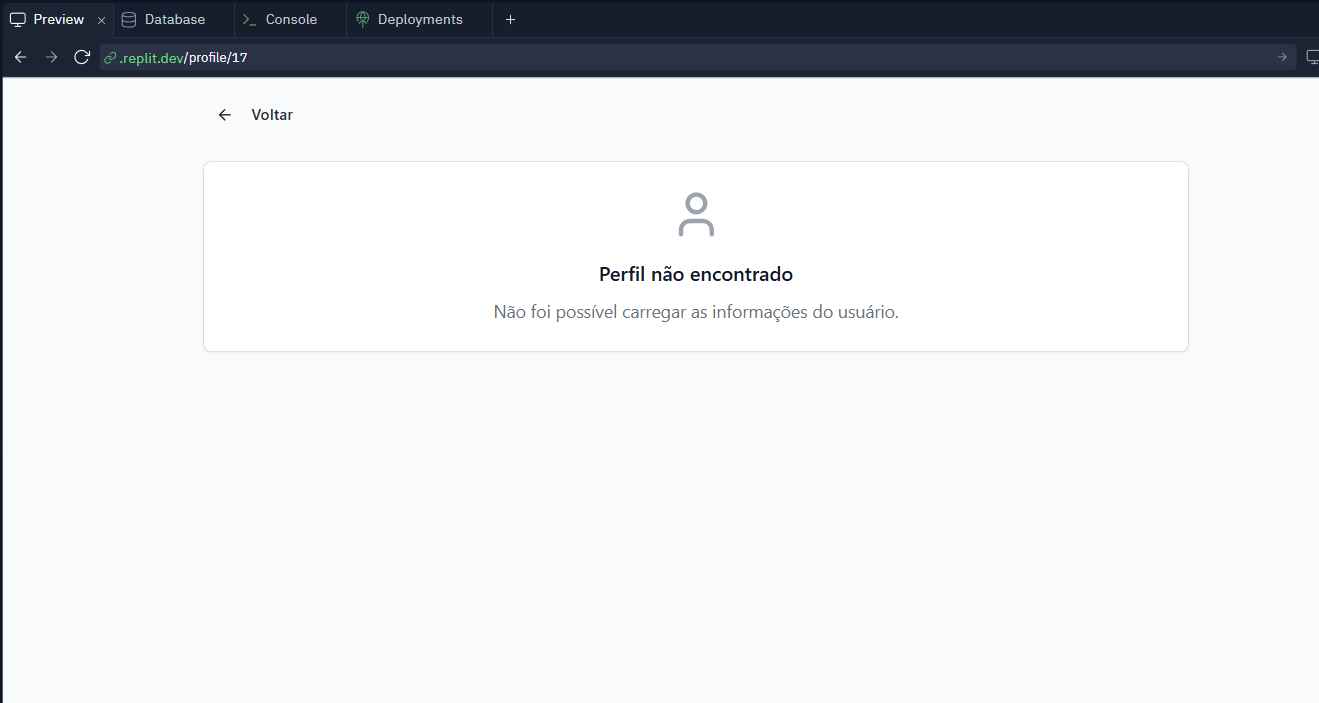 Preview Database Console Deployments
.replit.dev/profile/17
Voltar
Perfil não encontrado
Não foi possível carregar as informações do usuário.